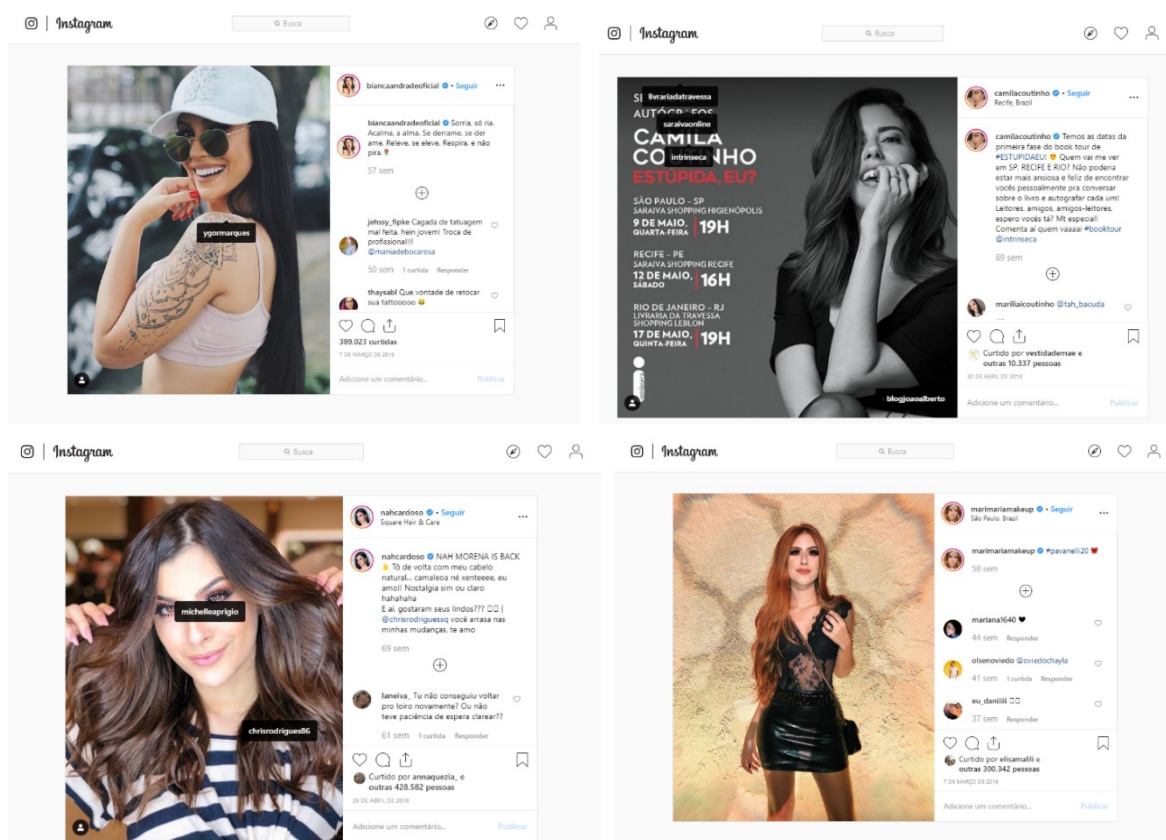 Instagram
Busca
biancaandradeoficial • Seguir
biancaandradeoficial Sorria, só ria.
Acalma, a alma. Se derrame, se der
ame. Releve, se eleve. Respira, e não
pira.
57 sem
jehssy_fipke Cagada de tatuagem
mal feita, hein jovem! Troca de
profissional!!!
@maniadebocarosa
50 sem 1 curtida Responder
thaysabl Que vontade de retocar
sua tattooooo
389.023 curtidas
7 DE MARÇO DE 2018
Adicione um comentário...
Publicar
ygormarques
Instagram
Busca
livrariadatravessa
saraivaonline
CAMILA
intrinseca
ESTÚPIDA, EU?
SÃO PAULO – SP
SARAIVA SHOPPING HIGIENÓPOLIS
9 DE MAIO,
QUARTA-FEIRA
19H
RECIFE – PE
SARAIVA SHOPPING RECIFE
12 DE MAIO,
SÁBADO
16H
RIO DE JANEIRO – RJ
LIVRARIA DA TRAVESSA
SHOPPING LEBLON
17 DE MAIO,
QUINTA-FEIRA
19H
blogjoaoalberto
camilacoutinho • Seguir
Recife, Brazil
camilacoutinho Temos as datas da
primeira fase do book tour de
#ESTUPIDAEU! Quem vai me ver
em SP, RECIFE E RIO? Não poderia
estar mais ansiosa e feliz de encontrar
vocês pessoalmente pra conversar
sobre o livro e autografar cada um!
Leitores, amigos, amigos-leitores,
espero vocês tá? Mt especial!
Comenta aí quem vaaaai #booktour
@intrinseca
69 sem
mariliaicoutinho @tah_bacuda
Curtido por vestidademae e
outras 10.337 pessoas
30 DE ABRIL DE 2018
Adicione um comentário...
Publicar
Instagram
Busca
michelleaprigio
chrisrodrigues86
nahcardoso • Seguir
Square Hair & Care
nahcardoso NAH MORENA IS BACK
Tô de volta com meu cabelo
natural... camaleoa né xenteeee, eu
amo!! Nostalgia sim ou claro
hahahaha
E aí, gostaram seus lindos??? |
@chrisrodriguessq você arrasa nas
minhas mudanças, te amo
69 sem
laneiva_ Tu não conseguiu voltar
pro loiro novamente? Ou não
teve paciência de espera clarear??
61 sem 1 curtida Responder
Curtido por annaquezia_ e
outras 428.582 pessoas
29 DE ABRIL DE 2018
Adicione um comentário...
Publicar
Instagram
Busca
marimariamakeup • Seguir
São Paulo, Brazil
marimariamakeup #pavanelli20
58 sem
mariana1640
44 sem Responder
olsenoviedo @oviedochayla
41 sem 1 curtida Responder
eu_daniiiii
37 sem Responder
Curtido por elisamalili e
outras 300.342 pessoas
7 DE MARÇO DE 2018
Adicione um comentário...
Publicar